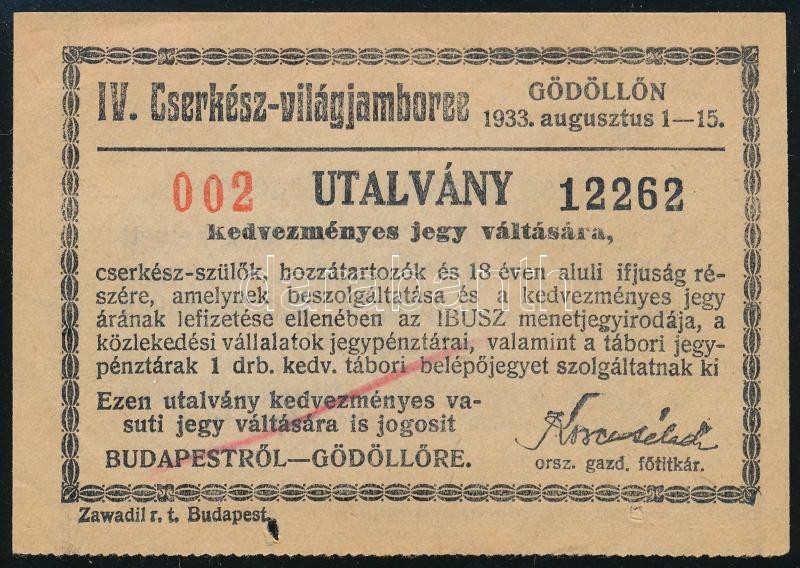 IV. Cserkész-világjamboree GÖDÖLLŐN
1933. augusztus 1—15.
002 UTALVÁNY 12262
kedvezményes jegy váltására,
cserkész-szülők, hozzátartozók és 18 éven aluli ifjuság ré-
szére, amelynek beszolgáltatása és a kedvezményes jegy
árának lefizetése ellenében az IBUSZ menetjegyirodája, a
közlekedési vállalatok jegypénztárai, valamint a tábori jegy-
pénztárak 1 drb. kedv. tábori belépőjegyet szolgáltatnak ki
Ezen utalvány kedvezményes va-
suti jegy váltására is jogosit
BUDAPESTRŐL—GÖDÖLLŐRE.
orsz. gazd. főtitkár.
Zawadil r. t. Budapest.
darabanth